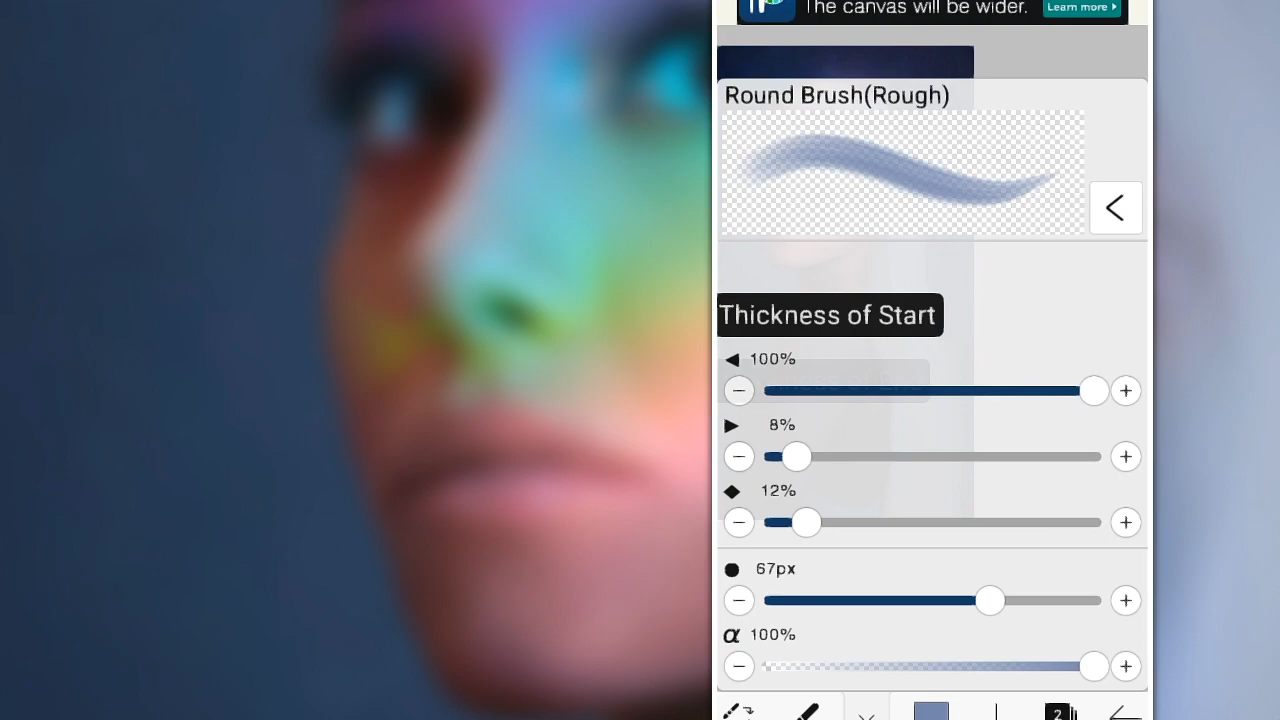 The canvas will be wider.
Learn more
Round Brush(Rough)
Thickness of Start
100%
8%
12%
67px
α 100%
2